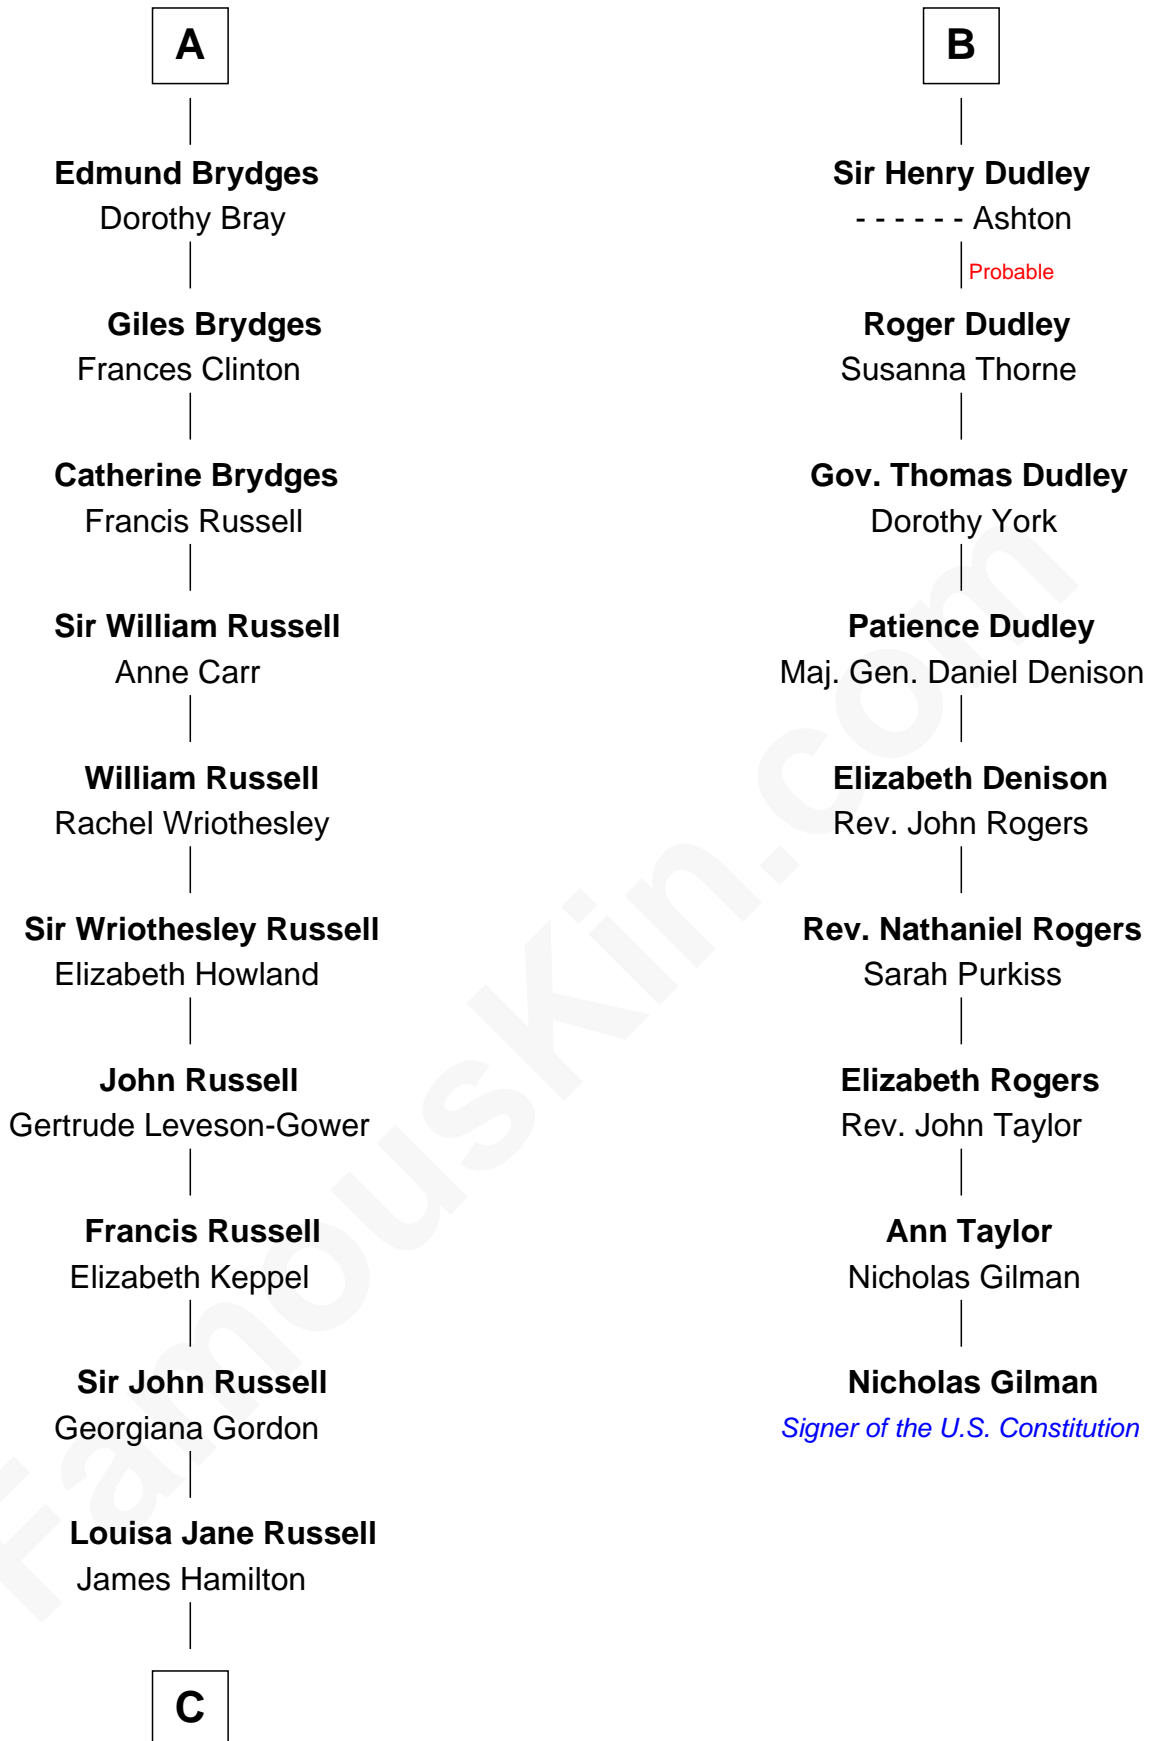 A
Edmund Brydges
Dorothy Bray
Giles Brydges
Frances Clinton
Catherine Brydges
Francis Russell
Sir William Russell
Anne Carr
William Russell
Rachel Wriothesley
Sir Wriothesley Russell
Elizabeth Howland
John Russell
Gertrude Leveson-Gower
Francis Russell
Elizabeth Keppel
Sir John Russell
Georgiana Gordon
Louisa Jane Russell
James Hamilton
C
B
Sir Henry Dudley
- - - - - - Ashton
Probable
Roger Dudley
Susanna Thorne
Gov. Thomas Dudley
Dorothy York
Patience Dudley
Maj. Gen. Daniel Denison
Elizabeth Denison
Rev. John Rogers
Rev. Nathaniel Rogers
Sarah Purkiss
Elizabeth Rogers
Rev. John Taylor
Ann Taylor
Nicholas Gilman
Nicholas Gilman
Signer of the U.S. Constitution
FamousKin.com